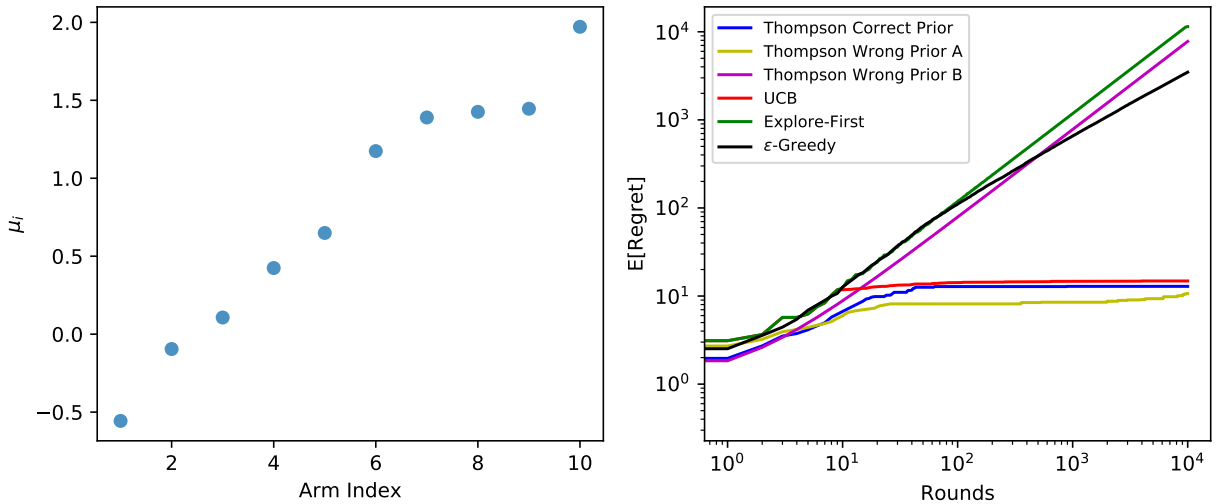 2.0
1.5
1.0
0.5
0.0
−0.5
μi
2 4 6 8 10
Arm Index
Thompson Correct Prior
Thompson Wrong Prior A
Thompson Wrong Prior B
UCB
Explore-First
ε-Greedy
10⁴
10³
10²
10¹
10⁰
E[Regret]
10⁰ 10¹ 10² 10³ 10⁴
Rounds